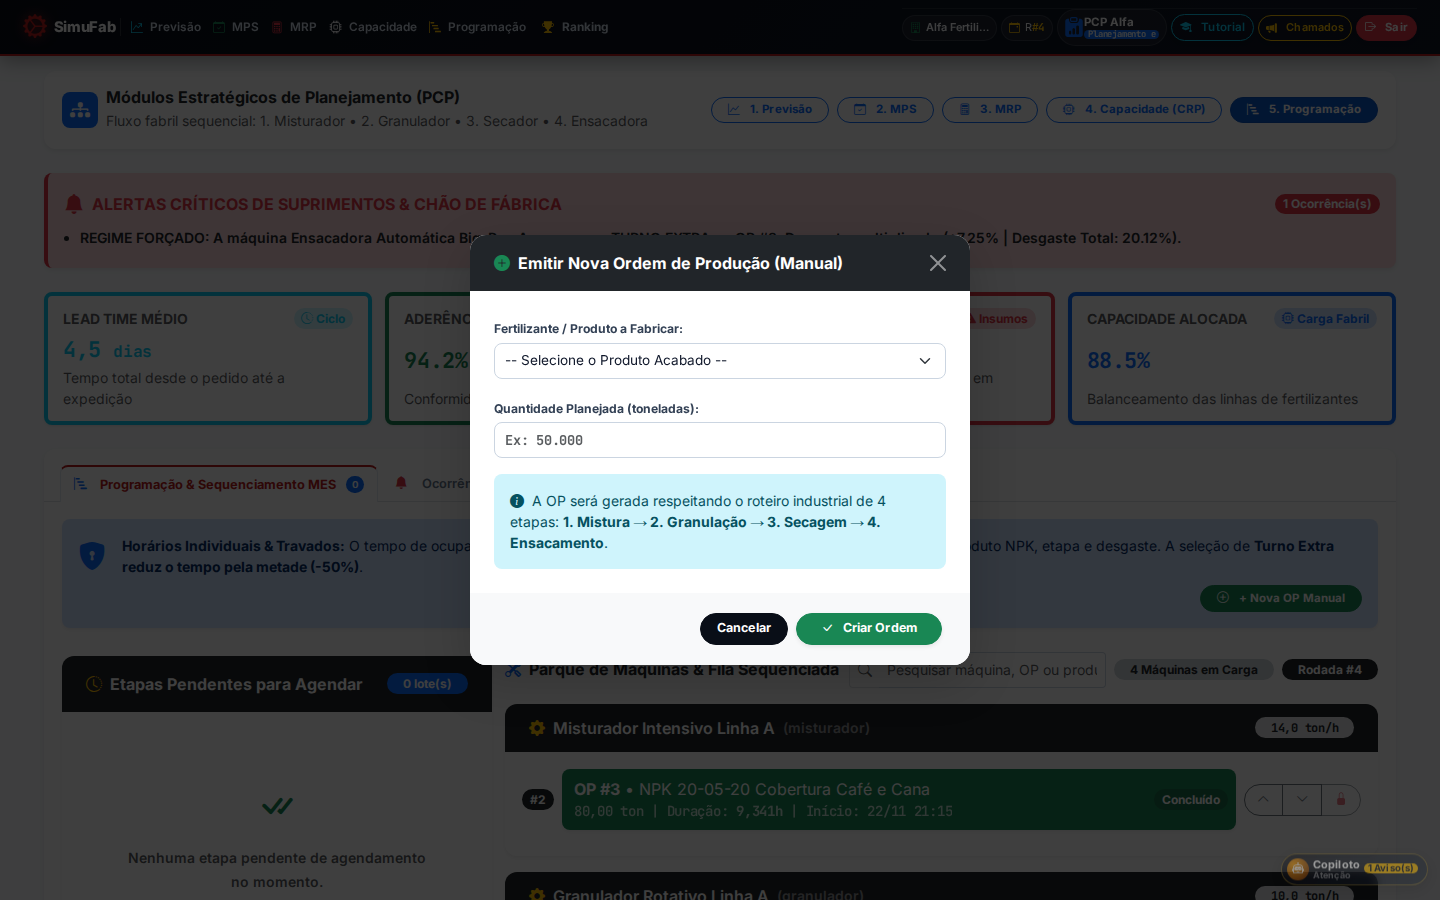 SimuFab
Previsão
MPS
MRP
Capacidade
Programação
Ranking
Alfa Fertili...
R#4
PCP Alfa
Planejamento e
Tutorial
Chamados
Sair
Módulos Estratégicos de Planejamento (PCP)
Fluxo fabril sequencial: 1. Misturador • 2. Granulador • 3. Secador • 4. Ensacadora
1. Previsão
2. MPS
3. MRP
4. Capacidade (CRP)
5. Programação
ALERTAS CRÍTICOS DE SUPRIMENTOS & CHÃO DE FÁBRICA
1 Ocorrência(s)
• REGIME FORÇADO: A máquina Ensacadora Automática
25% | Desgaste Total: 20.12%).
Emitir Nova Ordem de Produção (Manual)
Fertilizante / Produto a Fabricar:
-- Selecione o Produto Acabado --
Quantidade Planejada (toneladas):
Ex: 50.000
A OP será gerada respeitando o roteiro industrial de 4
etapas: 1. Mistura → 2. Granulação → 3. Secagem → 4.
Ensacamento.
Cancelar
Criar Ordem
LEAD TIME MÉDIO
Ciclo
4,5 dias
Tempo total desde o pedido até a
expedição
ADERÊNC
94.2%
Conformid
Insumos
em
CAPACIDADE ALOCADA
Carga Fabril
88.5%
Balanceamento das linhas de fertilizantes
Programação & Sequenciamento MES
0
Ocorrên
Horários Individuais & Travados: O tempo de ocupa
duto NPK, etapa e desgaste. A seleção de Turno Extra
reduz o tempo pela metade (-50%).
+ Nova OP Manual
Etapas Pendentes para Agendar
0 lote(s)
Nenhuma etapa pendente de agendamento
no momento.
Parque de Máquinas & Fila Sequenciada
Pesquisar máquina, OP ou produ
4 Máquinas em Carga
Rodada #4
Misturador Intensivo Linha A (misturador)
14,0 ton/h
#2
OP #3 • NPK 20-05-20 Cobertura Café e Cana
80,00 ton | Duração: 9,341h | Início: 22/11 21:15
Concluído
Granulador Rotativo Linha A (granulador)
10,0 ton/h
Copiloto
Atenção
1 Aviso(s)